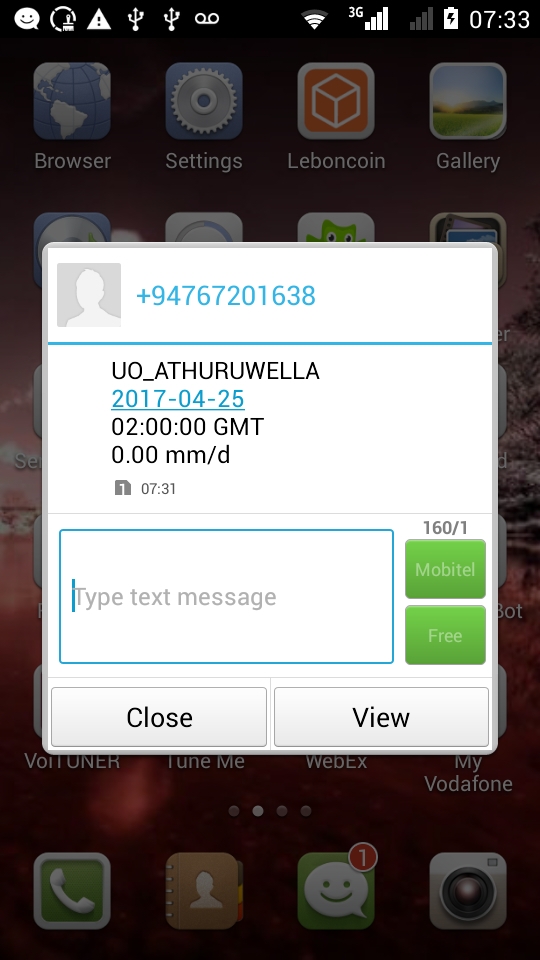 3G
07:33
Browser
Settings
Leboncoin
Gallery
+94767201638
UO_ATHURUWELLA
2017-04-25
02:00:00 GMT
0.00 mm/d
1 07:31
160/1
Type text message
Mobitel
Free
Close
View
VoiTUNER
Tune Me
WebEx
My
Vodafone
1